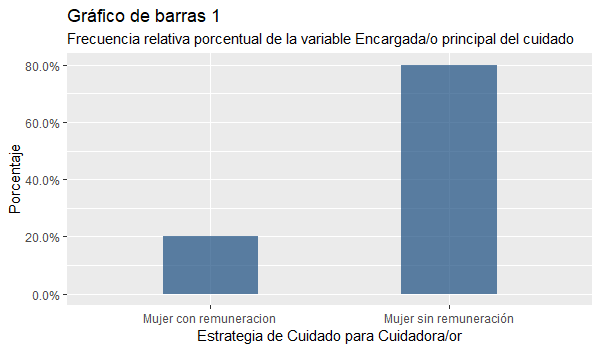 Gráfico de barras 1
Frecuencia relativa porcentual de la variable Encargada/o principal del cuidado
80.0%
60.0%
40.0%
20.0%
0.0%
Porcentaje
Mujer con remuneracion
Mujer sin remuneración
Estrategia de Cuidado para Cuidadora/or